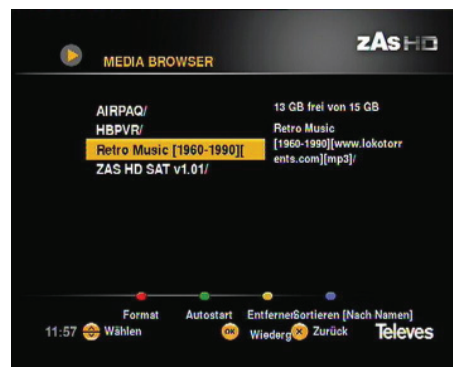 zAs HD
MEDIA BROWSER
AIRPAQ/
HBPVR/
Retro Music [1960-1990][
ZAS HD SAT v1.01/
13 GB frei von 15 GB
Retro Music
[1960-1990][www.lokotorr
ents.com][mp3]/
Format
Autostart
Entfernen
Sortieren [Nach Namen]
11:57
Wählen
OK
Wiederg
Zurück
Televes